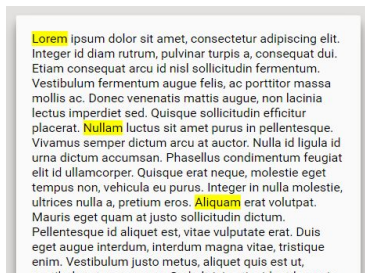 Lorem ipsum dolor sit amet, consectetur adipiscing elit.
Integer id diam rutrum, pulvinar turpis a, consequat dui.
Etiam consequat arcu id nisl sollicitudin fermentum.
Vestibulum fermentum augue felis, ac porttitor massa
mollis ac. Donec venenatis mattis augue, non lacinia
lectus imperdiet sed. Quisque sollicitudin efficitur
placerat. Nullam luctus sit amet purus in pellentesque.
Vivamus semper dictum arcu at auctor. Nulla id ligula id
urna dictum accumsan. Phasellus condimentum feugiat
elit id ullamcorper. Quisque erat neque, molestie eget
tempus non, vehicula eu purus. Integer in nulla molestie,
ultrices nulla a, pretium eros. Aliquam erat volutpat.
Mauris eget quam at justo sollicitudin dictum.
Pellentesque id aliquet est, vitae vulputate erat. Duis
eget augue interdum, interdum magna vitae, tristique
enim. Vestibulum justo metus, aliquet quis est ut,